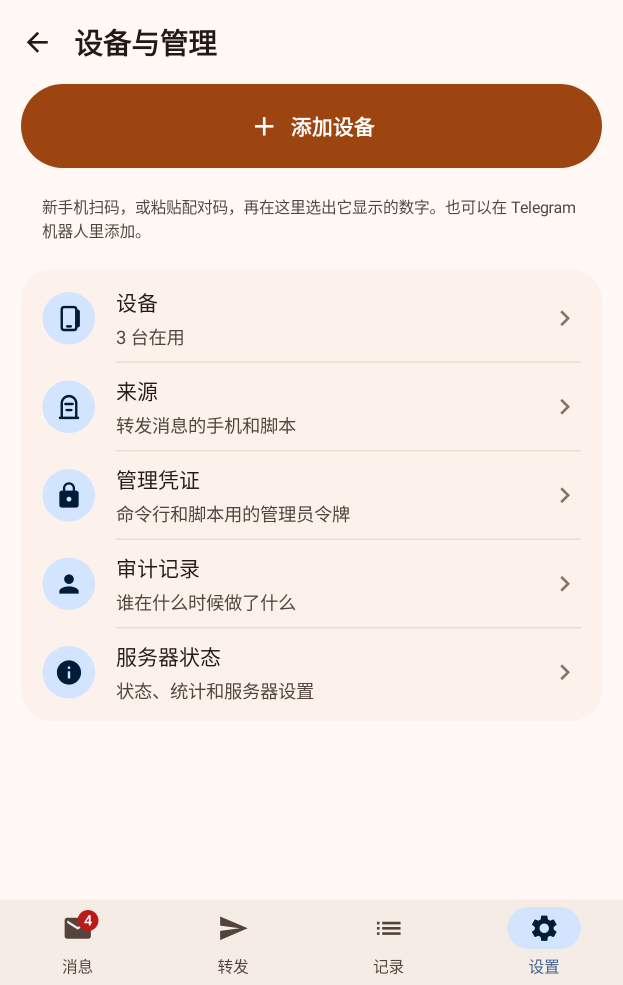 设备与管理
添加设备
新手机扫码，或粘贴配对码，再在这里选出它显示的数字。也可以在 Telegram
机器人里添加。
设备
3 台在用
来源
转发消息的手机和脚本
管理凭证
命令行和脚本用的管理员令牌
审计记录
谁在什么时候做了什么
服务器状态
状态、统计和服务器设置
4
消息
转发
记录
设置